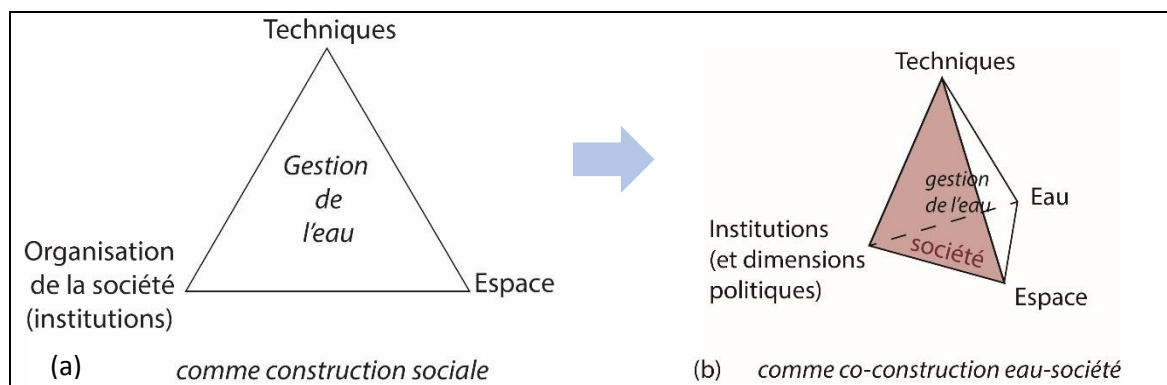 Techniques
Gestion
de
l'eau
Organisation
de la société
(institutions)
Espace
(a)
comme construction sociale
Techniques
gestion
de l'eau
Eau
Institutions
(et dimensions
politiques)
société
Espace
(b)
comme co-construction eau-société